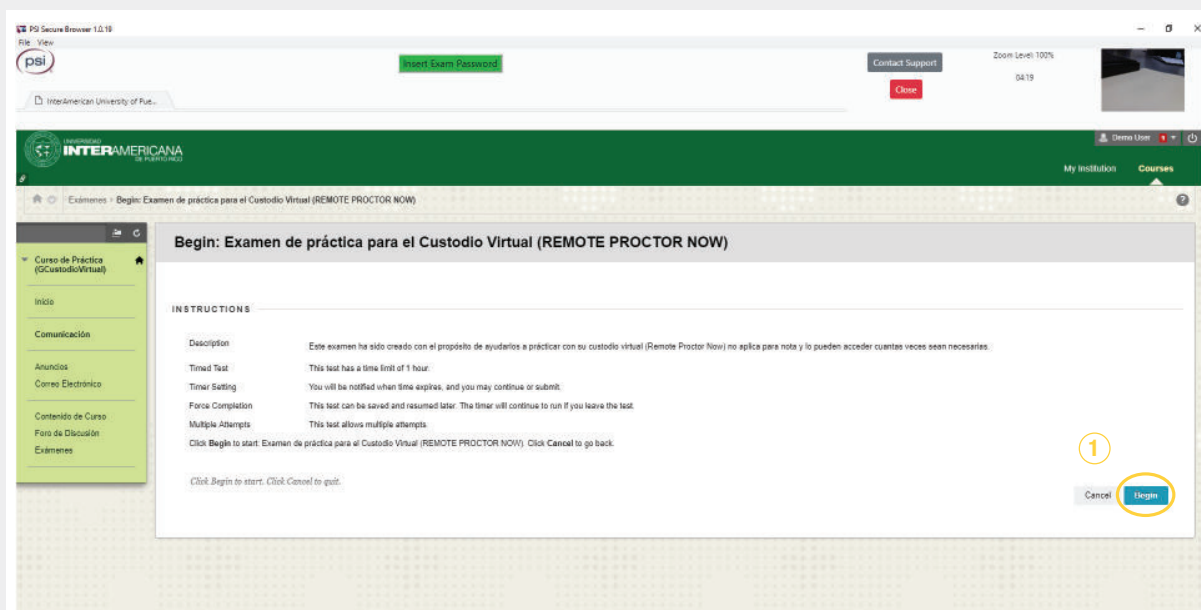 PSI Secure Browser 1.0.19
File View
psi
Insert Exam Password
Contact Support
Close
Zoom Level: 100%
04:19
InterAmerican University of Pue..
UNIVERSIDAD
INTERAMERICANA
DE PUERTO RICO
Demo User 1
My Institution Courses
Exámenes Begin: Examen de práctica para el Custodio Virtual (REMOTE PROCTOR NOW)
Curso de Práctica
(GCustodioVirtual)
Inicio
Comunicación
Anuncios
Correo Electrónico
Contenido de Curso
Foro de Discusión
Exámenes
Begin: Examen de práctica para el Custodio Virtual (REMOTE PROCTOR NOW)
INSTRUCTIONS
Description Este examen ha sido creado con el propósito de ayudarlos a prácticar con su custodio virtual (Remote Proctor Now) no aplica para nota y lo pueden acceder cuantas veces sean necesarias.
Timed Test This test has a time limit of 1 hour.
Timer Setting You will be notified when time expires, and you may continue or submit.
Force Completion This test can be saved and resumed later. The timer will continue to run if you leave the test.
Multiple Attempts This test allows multiple attempts.
Click Begin to start: Examen de práctica para el Custodio Virtual (REMOTE PROCTOR NOW). Click Cancel to go back.
Click Begin to start. Click Cancel to quit.
1
Cancel Begin